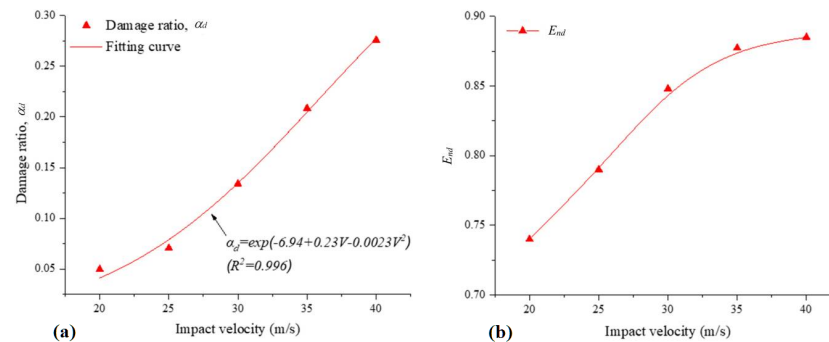 Damage ratio, αd
Fitting curve
0.30
0.25
0.20
0.15
0.10
0.05
Damage ratio, αd
αd=exp(-6.94+0.23V-0.0023V²)
(R²=0.996)
20 25 30 35 40
(a) Impact velocity (m/s)
End
0.90
0.85
0.80
0.75
0.70
End
20 25 30 35 40
(b) Impact velocity (m/s)